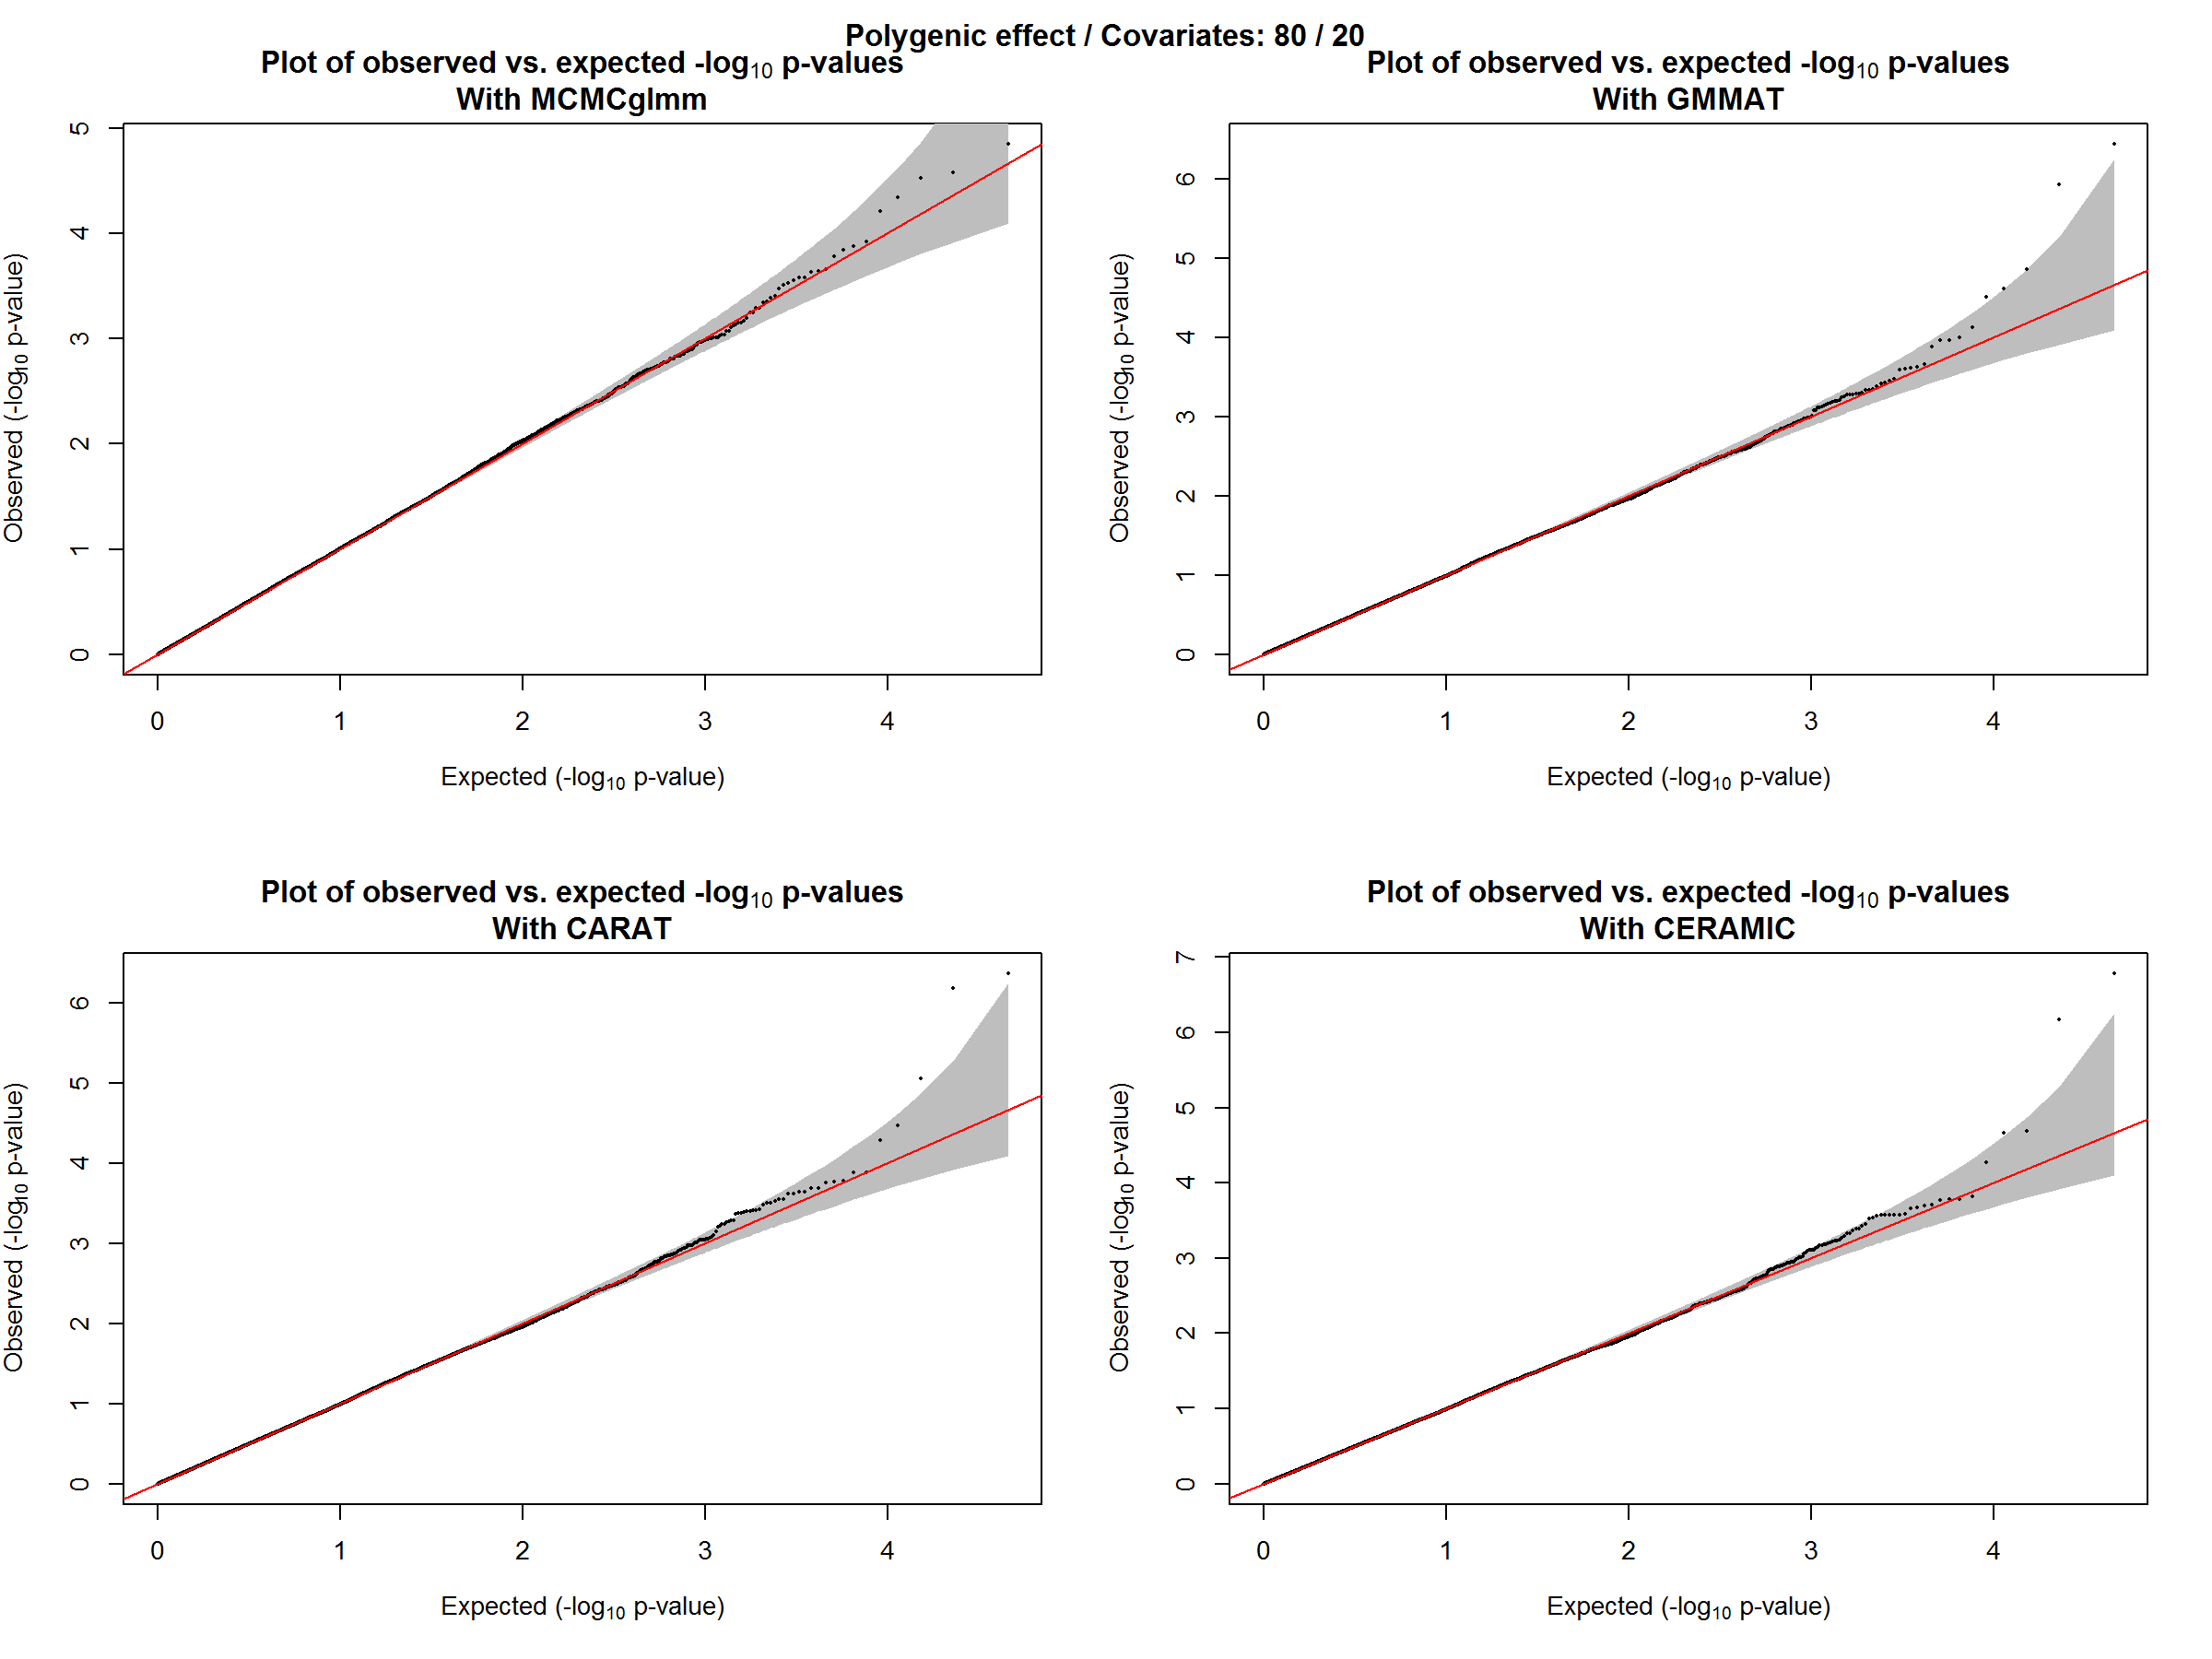 Polygenic effect / Covariates: 80 / 20
Plot of observed vs. expected -log10 p-values
With MCMCglmm
Observed (-log10 p-value)
5
4
3
2
1
0
0 1 2 3 4
Expected (-log10 p-value)
Plot of observed vs. expected -log10 p-values
With GMMAT
Observed (-log10 p-value)
6
5
4
3
2
1
0
0 1 2 3 4
Expected (-log10 p-value)
Plot of observed vs. expected -log10 p-values
With CARAT
Observed (-log10 p-value)
6
5
4
3
2
1
0
0 1 2 3 4
Expected (-log10 p-value)
Plot of observed vs. expected -log10 p-values
With CERAMIC
Observed (-log10 p-value)
7
6
5
4
3
2
1
0
0 1 2 3 4
Expected (-log10 p-value)